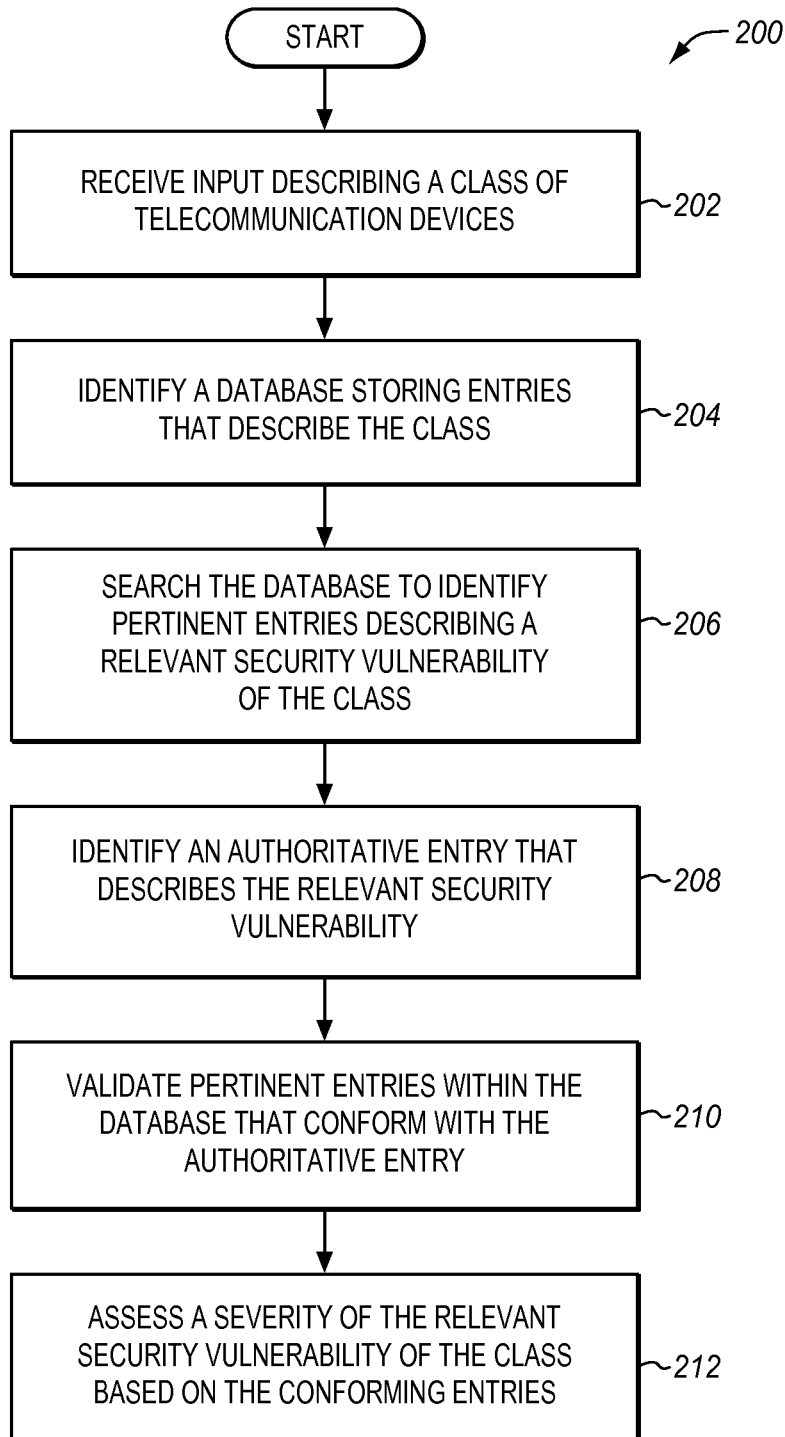 START
200
RECEIVE INPUT DESCRIBING A CLASS OF
TELECOMMUNICATION DEVICES
202
IDENTIFY A DATABASE STORING ENTRIES
THAT DESCRIBE THE CLASS
204
SEARCH THE DATABASE TO IDENTIFY
PERTINENT ENTRIES DESCRIBING A
RELEVANT SECURITY VULNERABILITY
OF THE CLASS
206
IDENTIFY AN AUTHORITATIVE ENTRY THAT
DESCRIBES THE RELEVANT SECURITY
VULNERABILITY
208
VALIDATE PERTINENT ENTRIES WITHIN THE
DATABASE THAT CONFORM WITH THE
AUTHORITATIVE ENTRY
210
ASSESS A SEVERITY OF THE RELEVANT
SECURITY VULNERABILITY OF THE CLASS
BASED ON THE CONFORMING ENTRIES
212